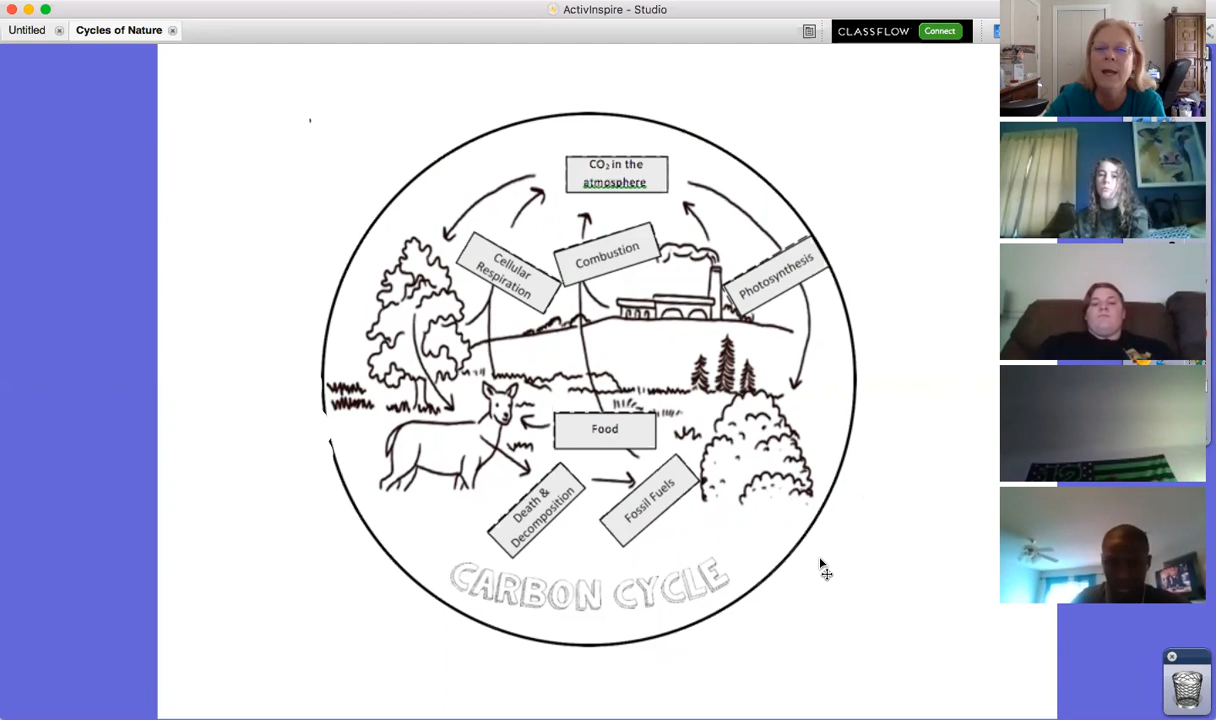 ActivInspire - Studio
Untitled
Cycles of Nature
CLASSFLOW
Connect
CO₂ in the
atmosphere
Cellular
Respiration
Combustion
Photosynthesis
Food
Death &
Decomposition
Fossil Fuels
CARBON CYCLE